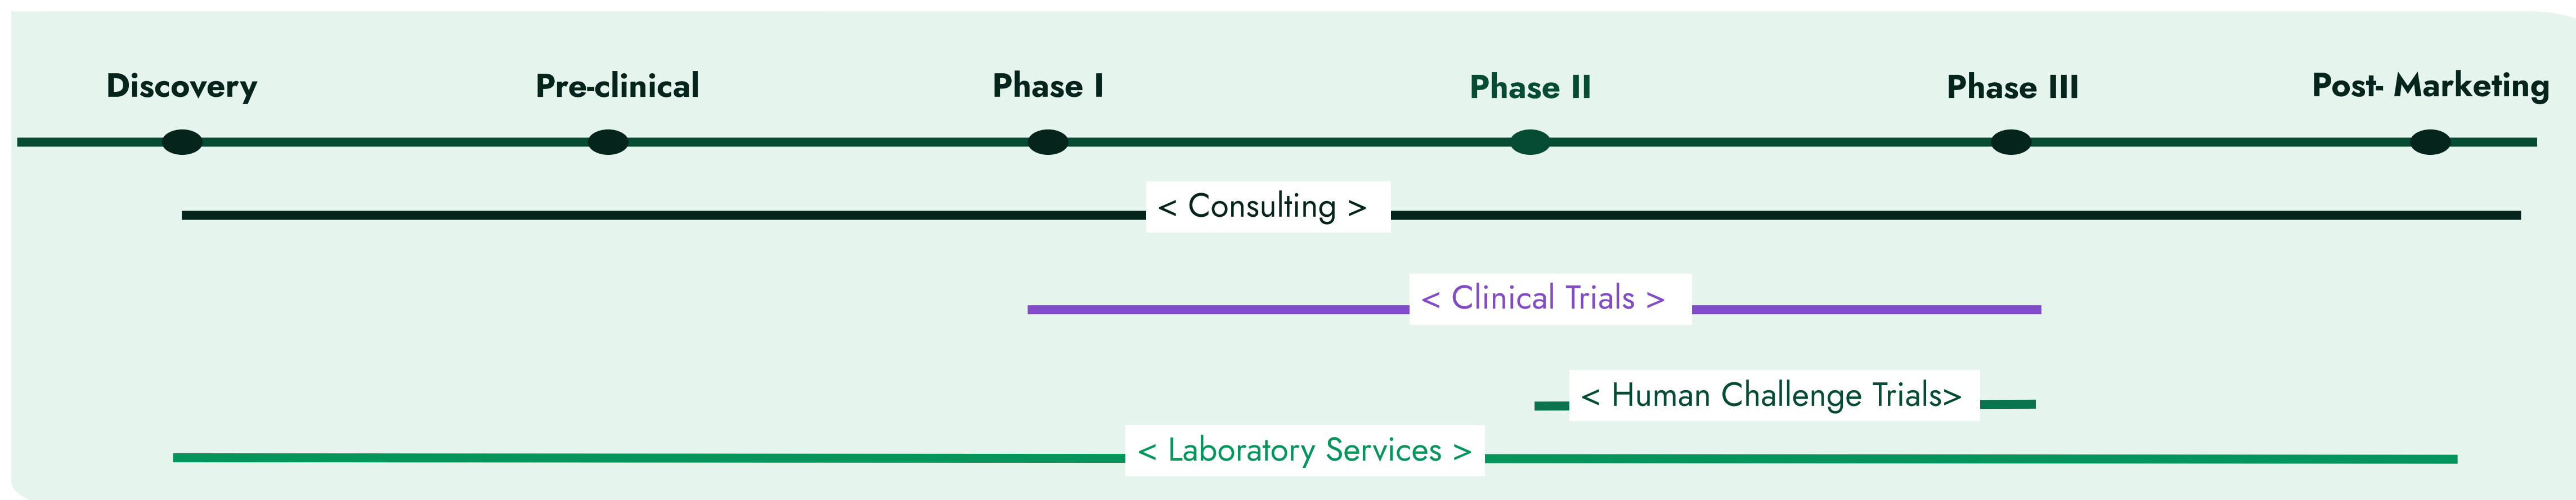 Discovery
Pre-clinical
Phase I
Phase II
Phase III
Post- Marketing
< Consulting >
< Clinical Trials >
< Human Challenge Trials>
< Laboratory Services >